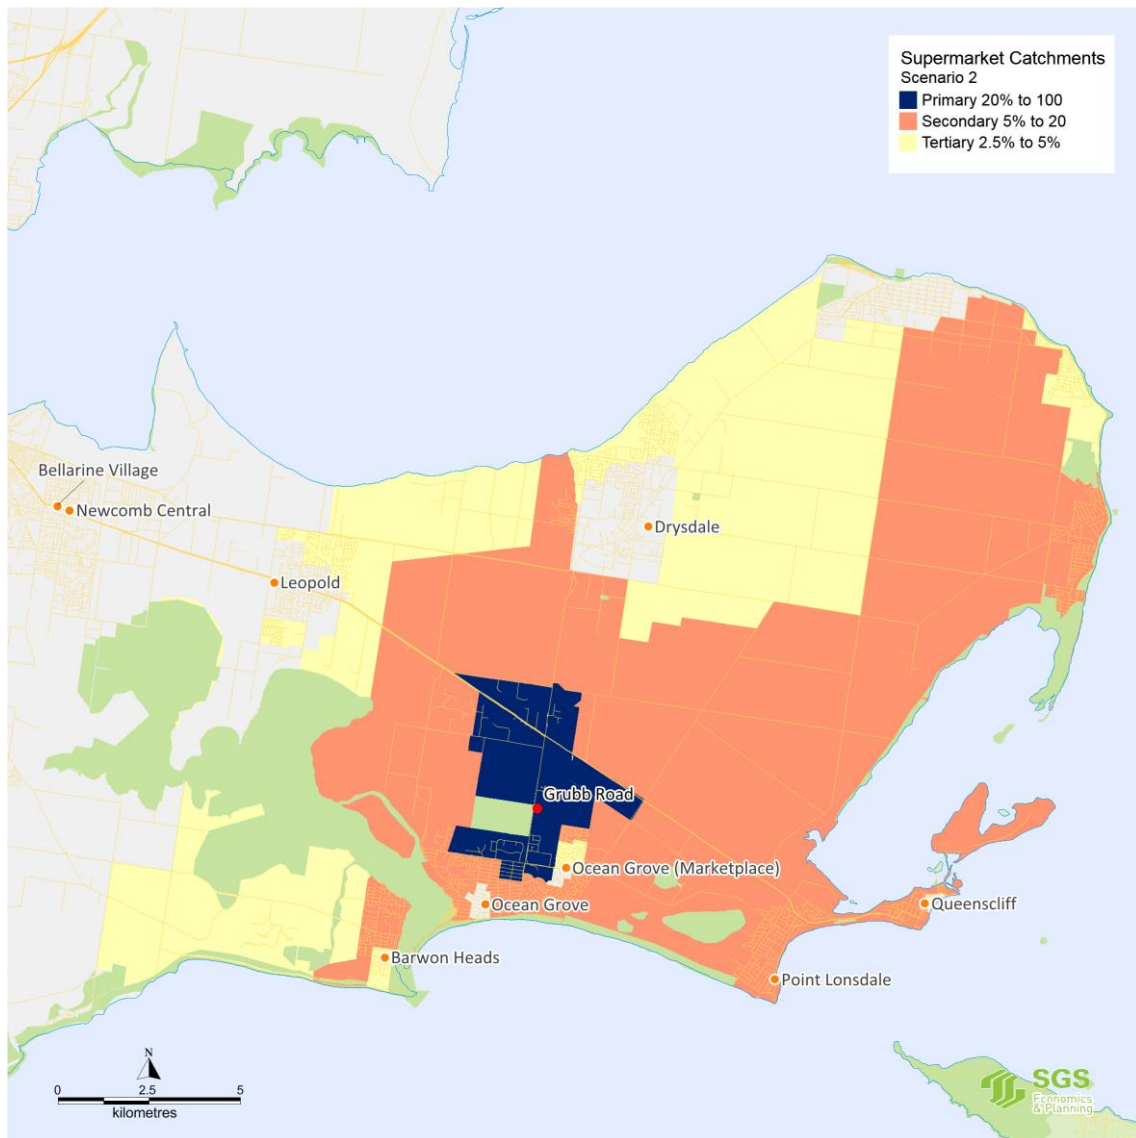 Supermarket Catchments
Scenario 2
Primary 20% to 100
Secondary 5% to 20
Tertiary 2.5% to 5%
Bellarine Village
Newcomb Central
Drysdale
Leopold
Grubb Road
Ocean Grove (Marketplace)
Ocean Grove
Queenscliff
Barwon Heads
Point Lonsdale
N
0 2.5 5
kilometres
SGS
Economics
& Planning